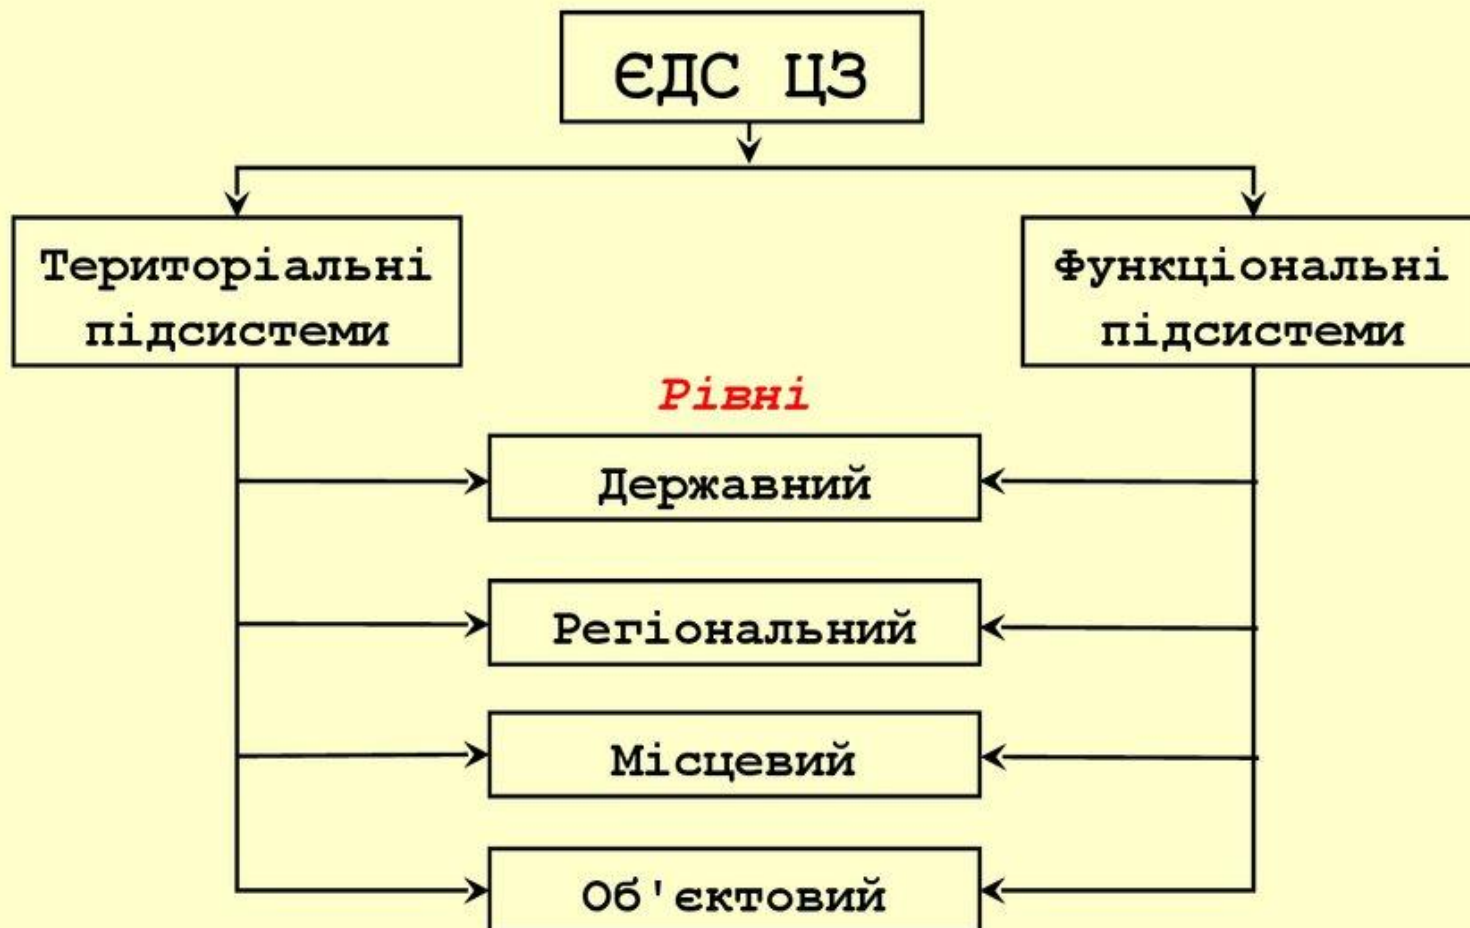 ЄДС ЦЗ
Територіальні
підсистеми
Функціональні
підсистеми
Рівні
Державний
Регіональний
Місцевий
Об'єктовий